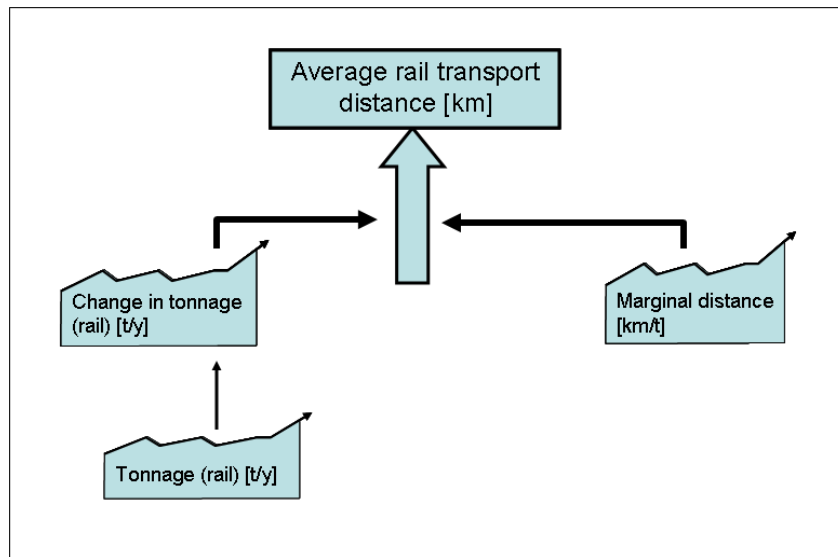 Average rail transport
distance [km]
Change in tonnage
(rail) [t/y]
Marginal distance
[km/t]
Tonnage (rail) [t/y]